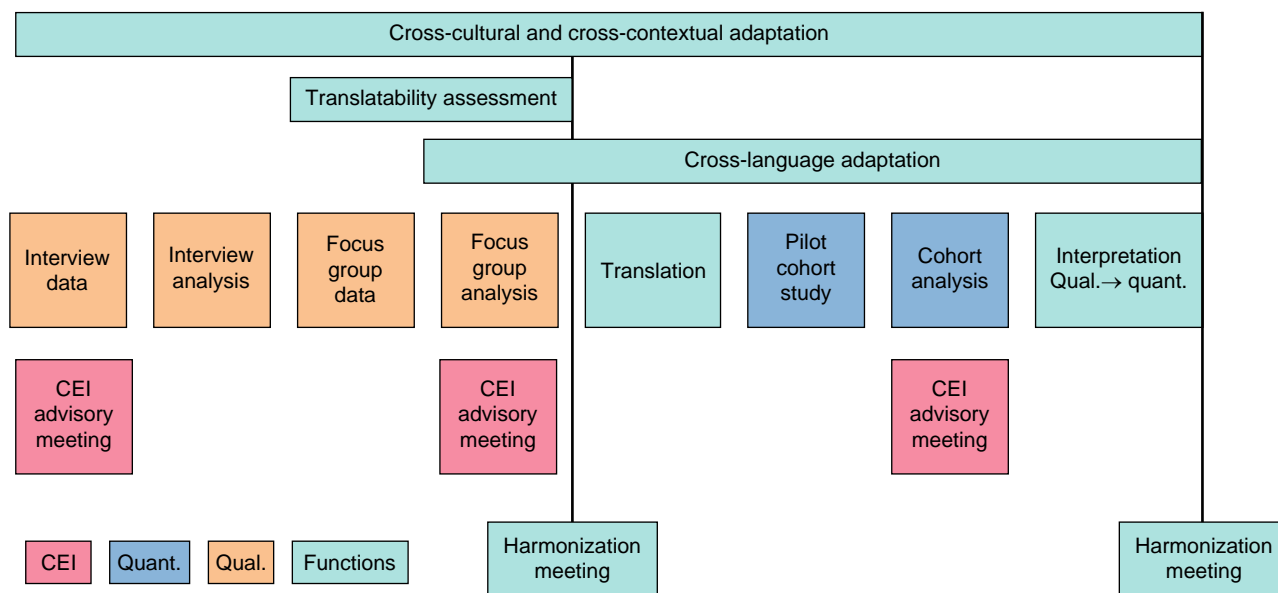 Cross-cultural and cross-contextual adaptation
Translatability assessment
Cross-language adaptation
Interview
data
Interview
analysis
Focus
group
data
Focus
group
analysis
Translation
Pilot
cohort
study
Cohort
analysis
Interpretation
Qual.→ quant.
CEI
advisory
meeting
CEI
advisory
meeting
CEI
advisory
meeting
CEI
Quant.
Qual.
Functions
Harmonization
meeting
Harmonization
meeting